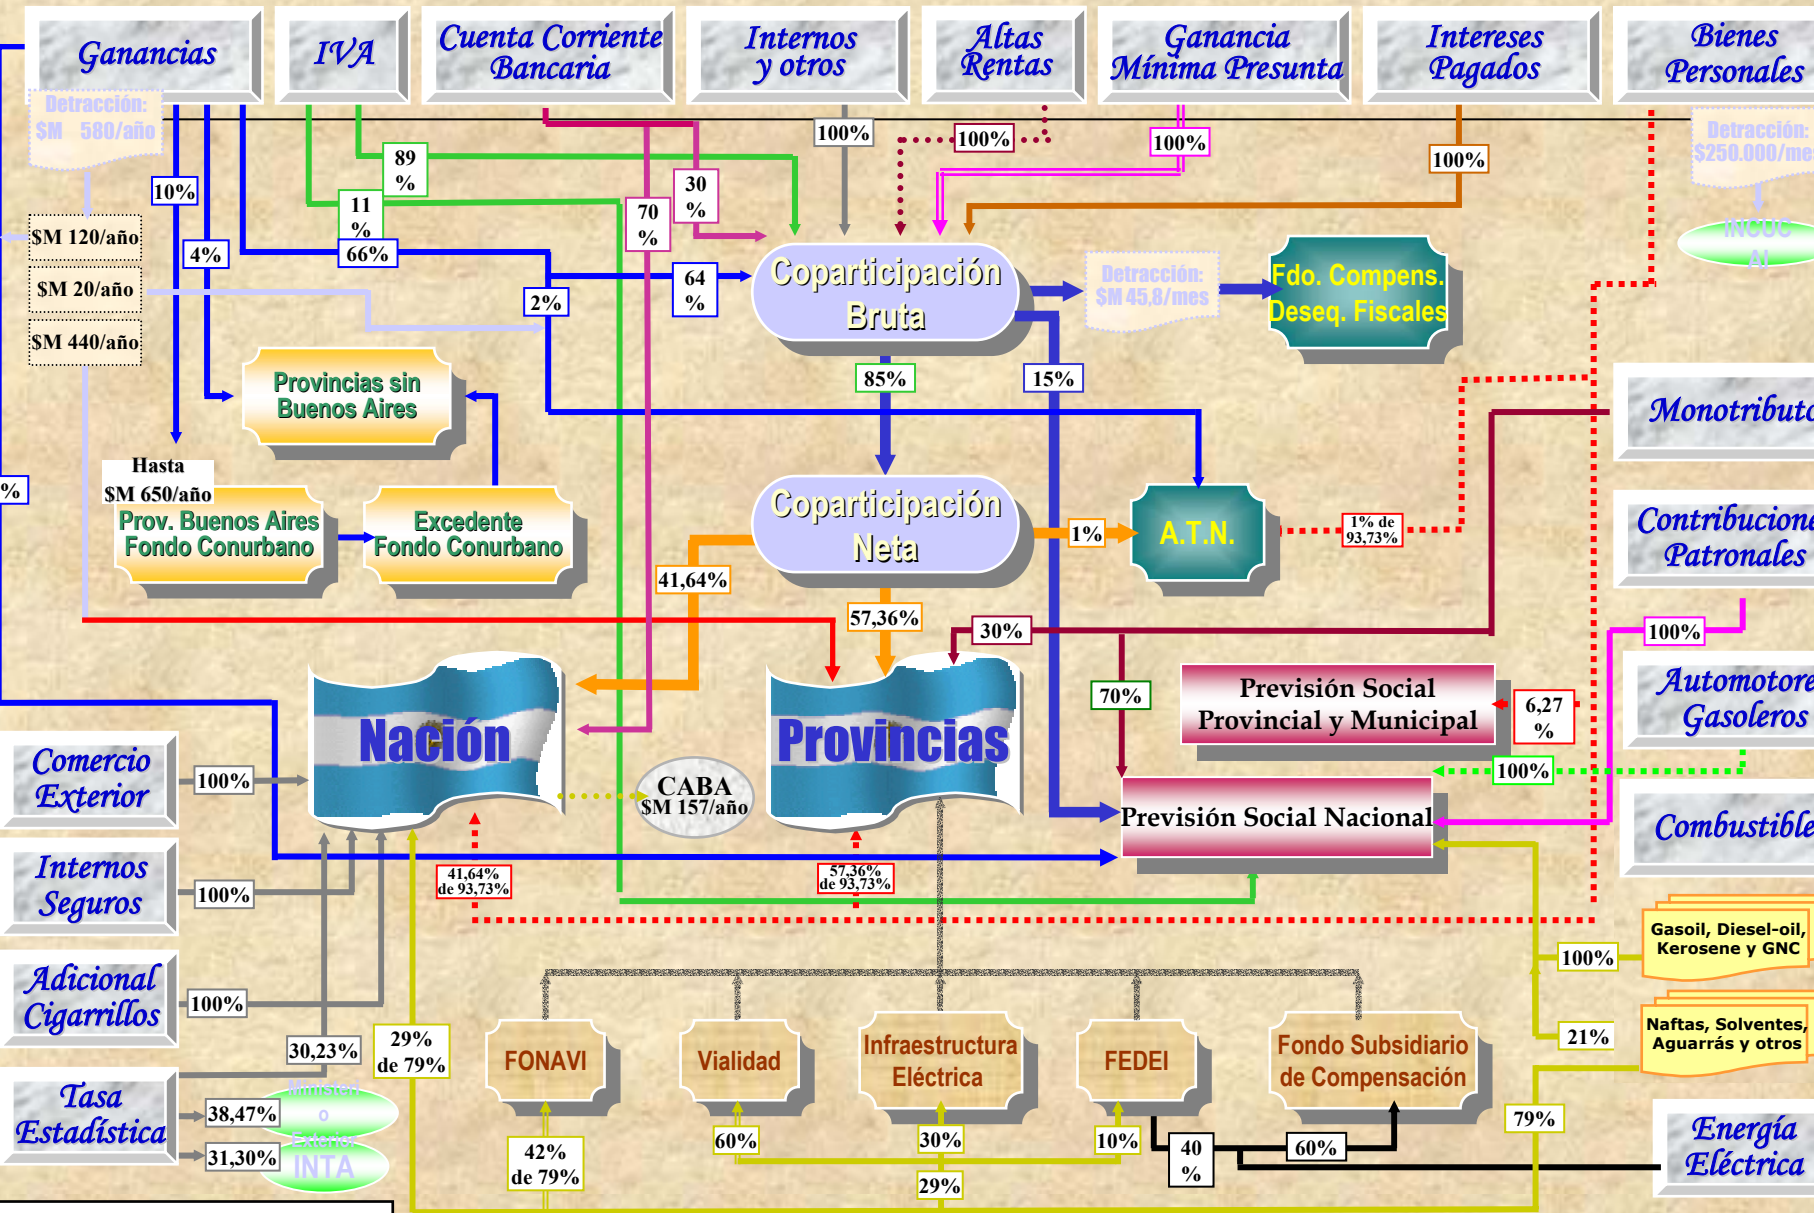 Ganancias
IVA
Cuenta Corriente
Bancaria
Internos
y otros
Altas
Rentas
Ganancia
Mínima Presunta
Intereses
Pagados
Bienes
Personales
Detracción:
$M 580/año
10%
4%
66%
89
%
11
%
70
%
30
%
100%
100%
100%
100%
Detracción:
$250.000/mes
INCUC
AI
$M 120/año
$M 20/año
$M 440/año
2%
64
%
Coparticipación
Bruta
Detracción:
$M 45,8/mes
Fdo. Compens.
Deseq. Fiscales
85%
15%
Provincias sin
Buenos Aires
Monotributo
%
Hasta
$M 650/año
Prov. Buenos Aires
Fondo Conurbano
Excedente
Fondo Conurbano
Coparticipación
Neta
1%
A.T.N.
1% de
93,73%
Contribucione
Patronales
41,64%
57,36%
30%
100%
70%
Previsión Social
Provincial y Municipal
6,27
%
Automotore
Gasoleros
Nación
Provincias
100%
Comercio
Exterior
100%
CABA
$M 157/año
Previsión Social Nacional
Combustible
Internos
Seguros
100%
41,64%
de 93,73%
57,36%
de 93,73%
Gasoil, Diesel-oil,
Kerosene y GNC
100%
Adicional
Cigarrillos
100%
30,23%
29%
de 79%
FONAVI
Vialidad
Infraestructura
Eléctrica
FEDEI
Fondo Subsidiario
de Compensación
Naftas, Solventes,
Aguarrás y otros
21%
Tasa
Estadística
38,47%
Ministeri
o
Exterior
31,30%
INTA
42%
de 79%
60%
30%
10%
40
%
60%
79%
29%
Energía
Eléctrica